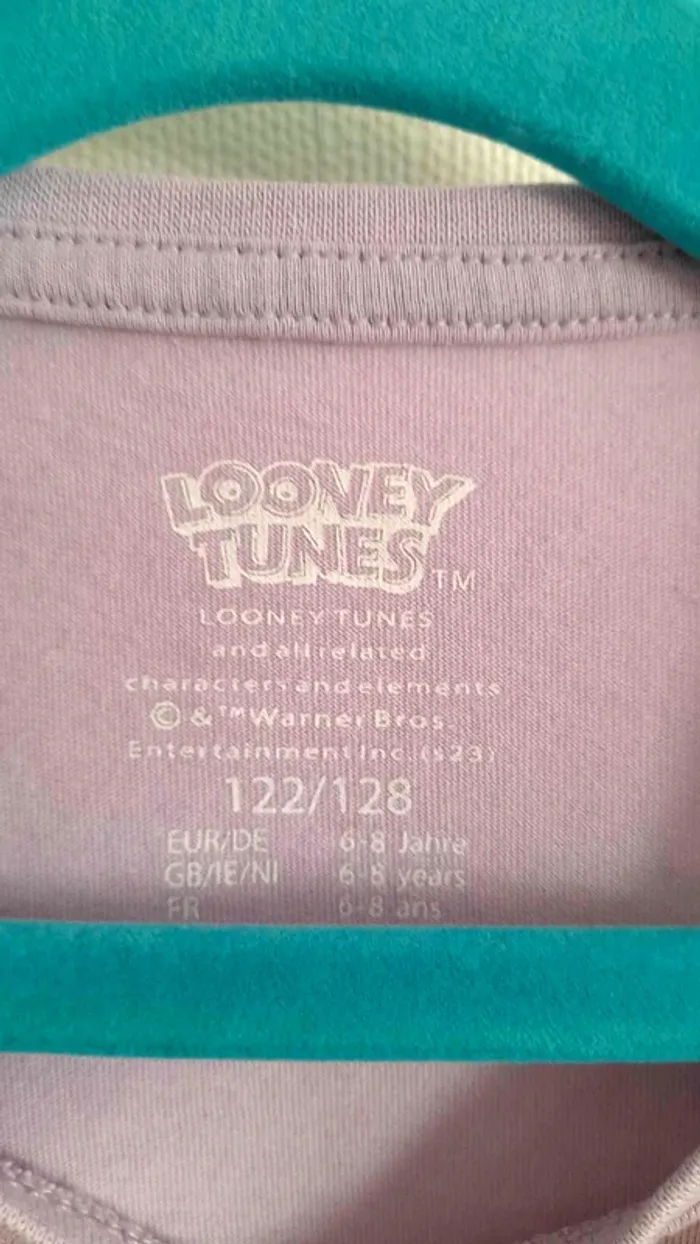 LOONEY
TUNES TM
LOONEY TUNES
and all related
characters and elements
© & ™ Warner Bros.
Entertainment Inc. (s23)
122/128
EUR/DE 6-8 Jahre
GB/IE/NI 6-8 years
FR 6-8 ans